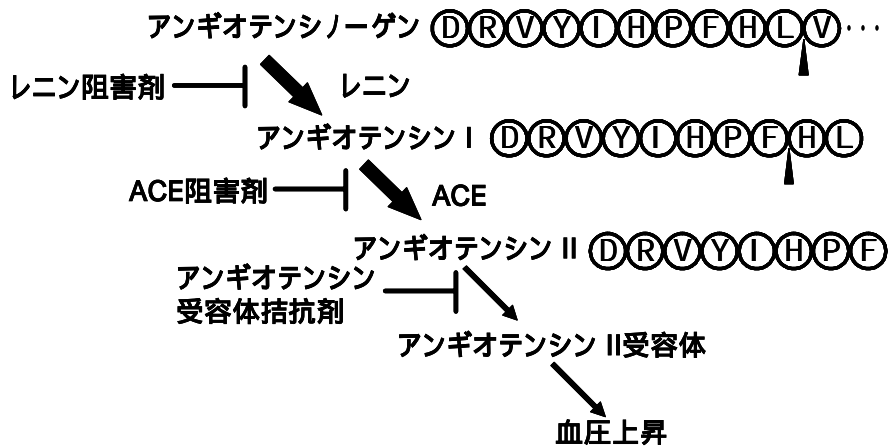 アンギオテンシノーゲン DRVYIHPFHLV･･･
レニン阻害剤 レニン
アンギオテンシン I DRVYIHPFHL
ACE阻害剤 ACE
アンギオテンシン II DRVYIHPF
アンギオテンシン
受容体拮抗剤
アンギオテンシン II受容体
血圧上昇